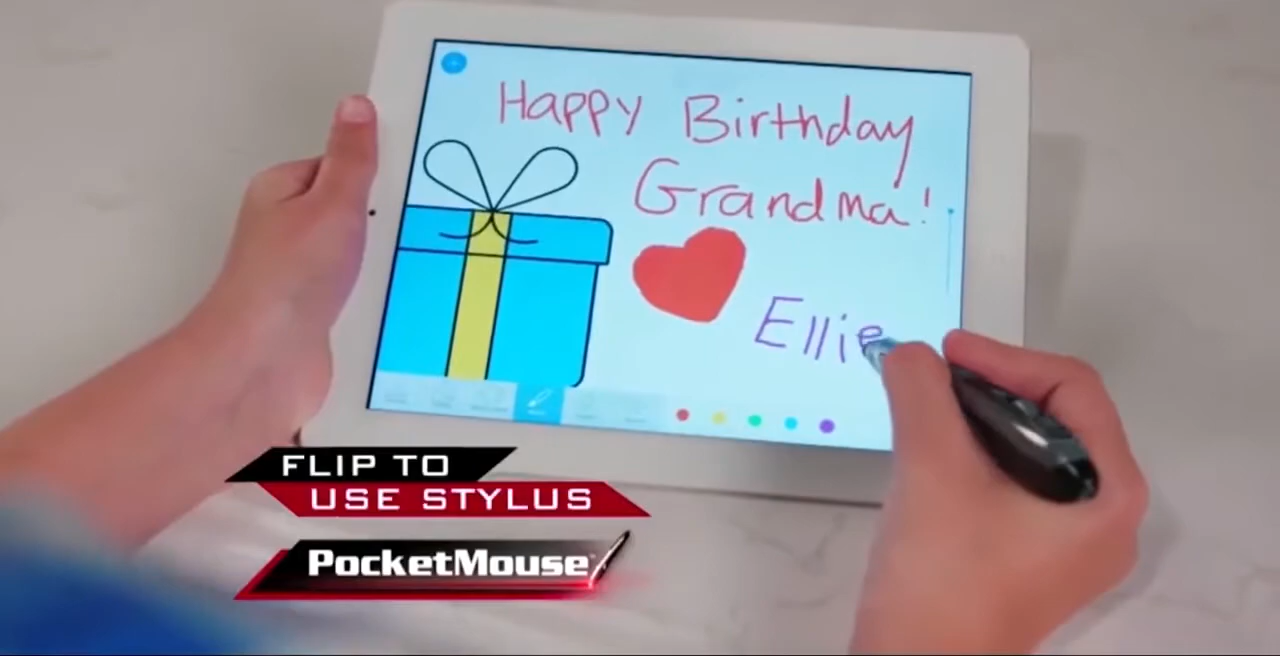 Happy Birthday
Grandma!
Ellie
FLIP TO
USE STYLUS
PocketMouse